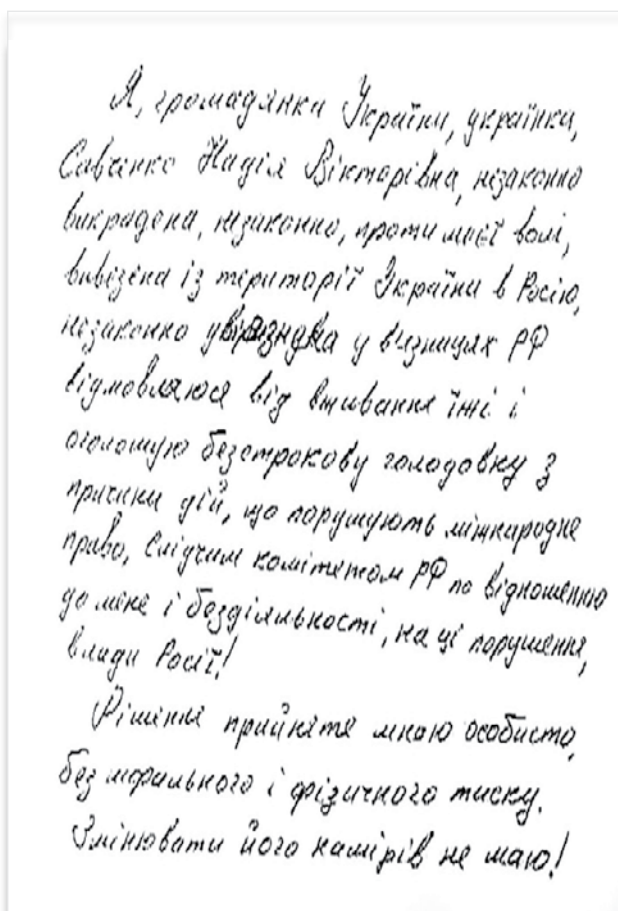 Я, громадянка України, українка,
Савченко Надія Вікторівна, незаконно
викрадена, незаконно, проти моєї волі,
вивезена із території України в Росію,
незаконно ув'язнена у в'язницях РФ
відмовляюся від вживання їжі і
оголошую безстрокову голодовку з
причини дій, що порушують міжнародне
право, Слідчим комітетом РФ по відношенню
до мене і бездіяльності, на ці порушення,
влади Росії!
Рішення прийняте мною особисто,
без морального і фізичного тиску.
Змінювати його намірів не маю!